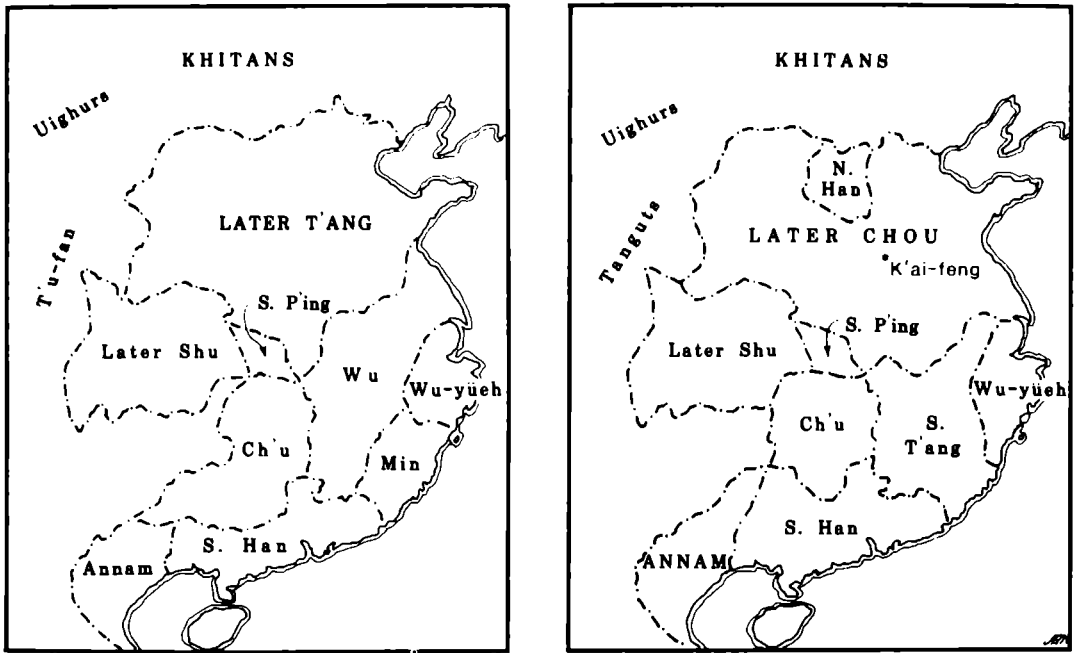 KHITANS
Uighurs
LATER T'ANG
T'u-fan
S. P'ing
Later Shu
Wu
Wu-yüeh
Ch'u
Min
S. Han
Annam
KHITANS
Uighurs
N.
Han
Tanguts
LATER CHOU
K'ai-feng
S. P'ing
Later Shu
Wu-yüeh
Ch'u
S.
T'ang
S. Han
ANNAM